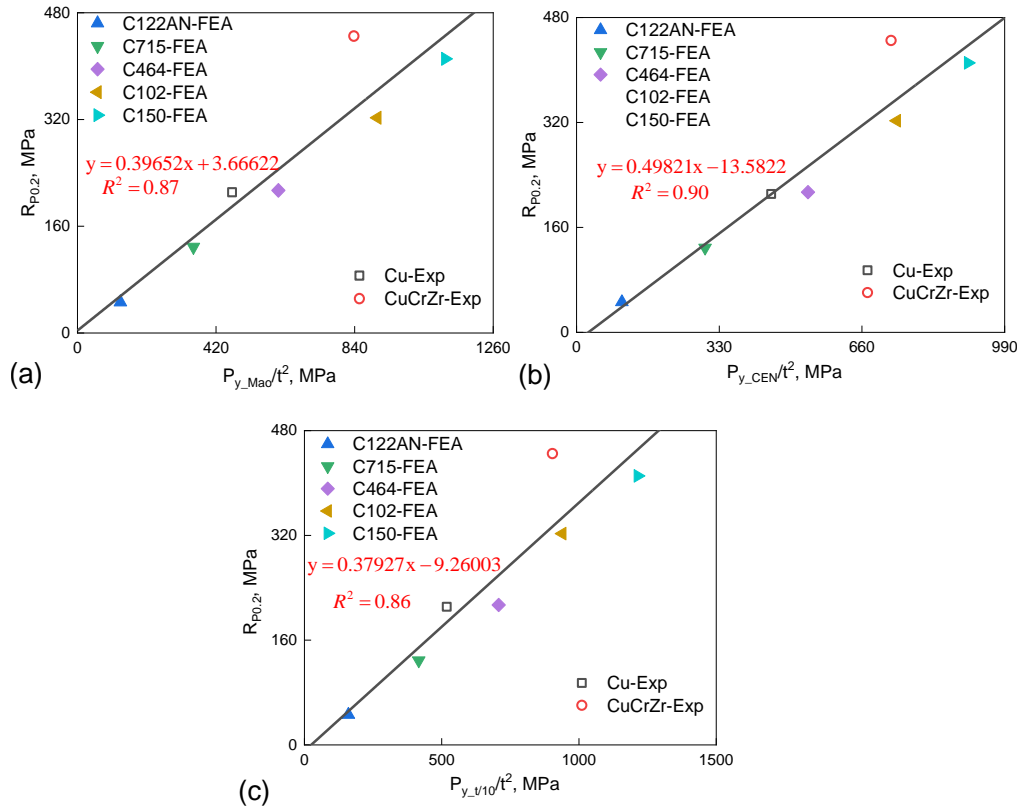 480
320
160
0
R_P0.2, MPa
C122AN-FEA
C715-FEA
C464-FEA
C102-FEA
C150-FEA
y = 0.39652x + 3.66622
R² = 0.87
Cu-Exp
CuCrZr-Exp
0 420 840 1260
P_y_Mao/t², MPa
(a)
480
320
160
0
R_P0.2, MPa
C122AN-FEA
C715-FEA
C464-FEA
C102-FEA
C150-FEA
y = 0.49821x − 13.5822
R² = 0.90
Cu-Exp
CuCrZr-Exp
0 330 660 990
P_y_CEN/t², MPa
(b)
480
320
160
0
R_P0.2, MPa
C122AN-FEA
C715-FEA
C464-FEA
C102-FEA
C150-FEA
y = 0.37927x − 9.26003
R² = 0.86
Cu-Exp
CuCrZr-Exp
0 500 1000 1500
P_y_t/10/t², MPa
(c)